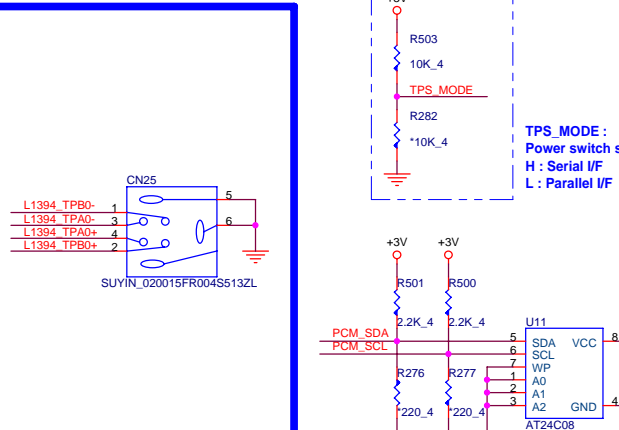 +3V
R503
10K_4
TPS_MODE
R282
*10K_4
TPS_MODE :
Power switch s
H : Serial I/F
L : Parallel I/F
CN25
L1394_TPB0- 1
L1394_TPA0- 3
L1394_TPA0+ 4
L1394_TPB0+ 2
5
6
SUYIN_020015FR004S513ZL
+3V +3V
R501 R500
2.2K_4 2.2K_4
PCM_SDA
PCM_SCL
R276 R277
*220_4 *220_4
U11
5 SDA VCC 8
6 SCL
7 WP
1 A0
2 A1
3 A2 GND 4
AT24C08